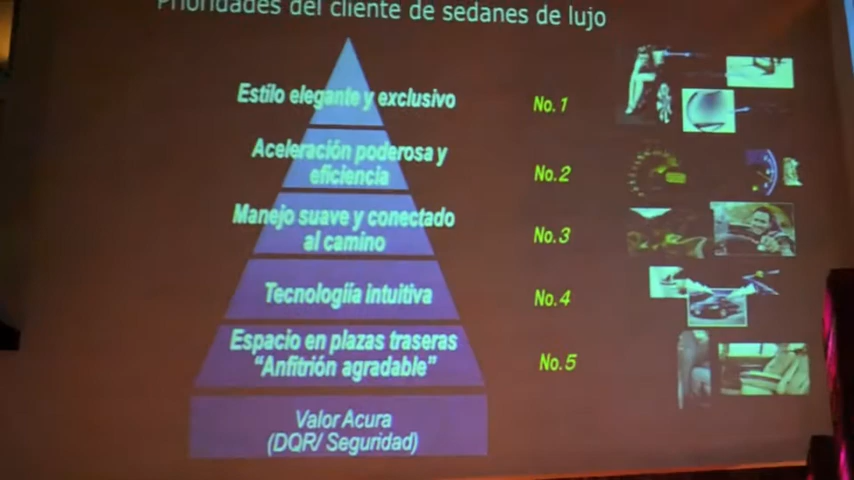 Prioridades del cliente de sedanes de lujo
Estilo elegante y exclusivo
No. 1
Aceleración poderosa y
eficiencia
No. 2
Manejo suave y conectado
al camino
No. 3
Tecnologiía intuitiva
No. 4
Espacio en plazas traseras
“Anfitrión agradable”
No. 5
Valor Acura
(DQR/ Seguridad)